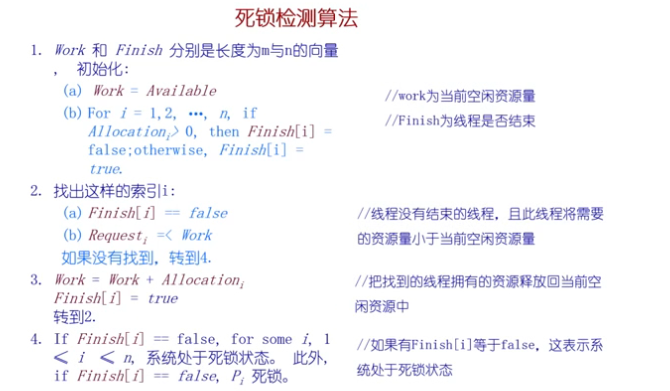 死锁检测算法
1. Work 和 Finish 分别是长度为m与n的向量
， 初始化:
(a) Work = Available
//work为当前空闲资源量
(b) For i = 1,2, …, n, if
//Finish为线程是否结束
Allocationᵢ> 0, then Finish[i] =
false;otherwise, Finish[i] =
true.
2. 找出这样的索引i:
(a) Finish[i] == false
//线程没有结束的线程，且此线程将需要
(b) Requestᵢ =< Work
的资源量小于当前空闲资源量
如果没有找到，转到4.
3. Work = Work + Allocationᵢ
//把找到的线程拥有的资源释放回当前空
Finish[i] = true
闲资源中
转到2.
4. If Finish[i] == false, for some i, 1
//如果有Finish[i]等于false，这表示系
≤ i ≤ n, 系统处于死锁状态。 此外,
统处于死锁状态
if Finish[i] == false, Pᵢ 死锁。